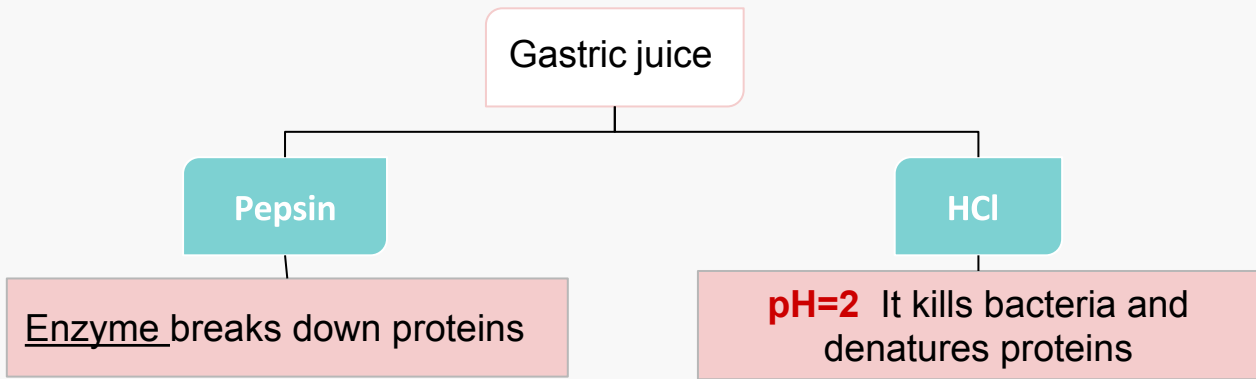 Gastric juice
Pepsin
HCl
Enzyme breaks down proteins
pH=2 It kills bacteria and
denatures proteins